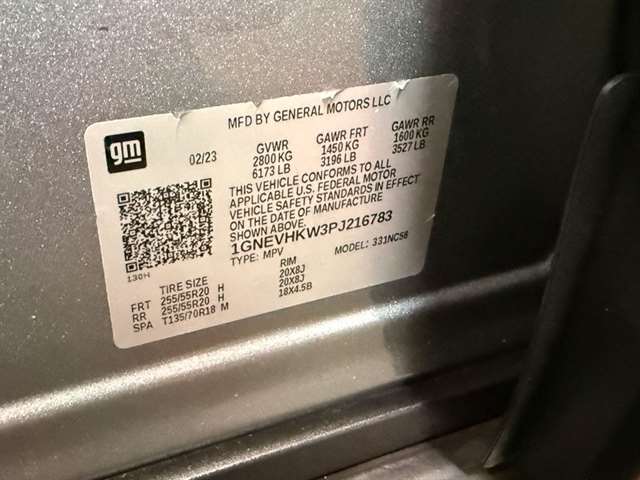 MFD BY GENERAL MOTORS LLC
gm
02/23
GVWR GAWR FRT GAWR RR
2800 KG 1450 KG 1600 KG
6173 LB 3196 LB 3527 LB
THIS VEHICLE CONFORMS TO ALL
APPLICABLE U.S. FEDERAL MOTOR
VEHICLE SAFETY STANDARDS IN EFFECT
ON THE DATE OF MANUFACTURE
SHOWN ABOVE.
1GNEVHKW3PJ216783
TYPE: MPV MODEL: 331NC56
130H
TIRE SIZE RIM
FRT 255/55R20 H 20X8J
RR 255/55R20 H 20X8J
SPA T135/70R18 M 18X4.5B